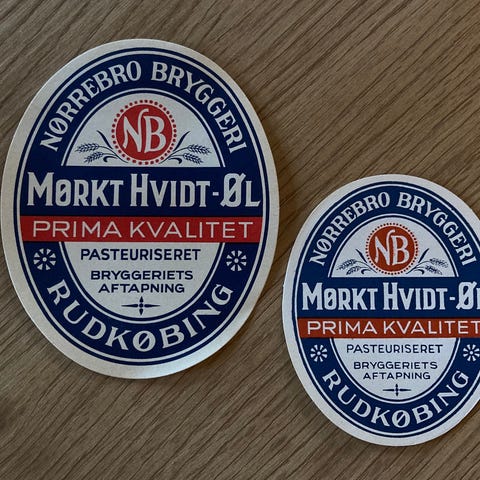 NØRREBRO BRYGGERI
NB
MØRKT HVIDT-ØL
PRIMA KVALITET
PASTEURISERET
BRYGGERIETS
AFTAPNING
RUDKØBING
NØRREBRO BRYGGERI
NB
MØRKT HVIDT-ØL
PRIMA KVALITET
PASTEURISERET
BRYGGERIETS
AFTAPNING
RUDKØBING